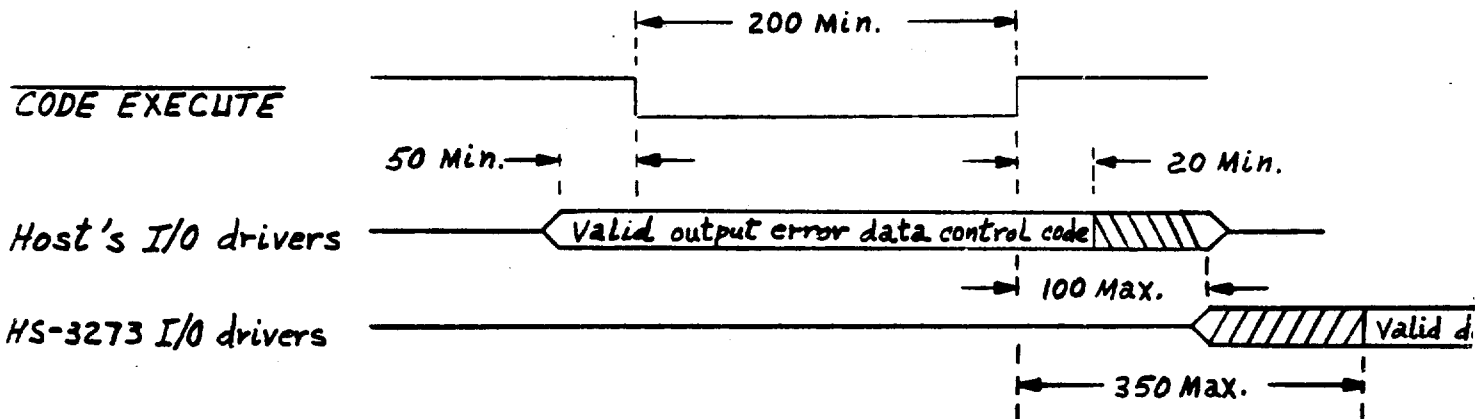 200 Min.
CODE EXECUTE
50 Min.
20 Min.
Host's I/O drivers
Valid output error data control code
100 Max.
HS-3273 I/O drivers
Valid
350 Max.